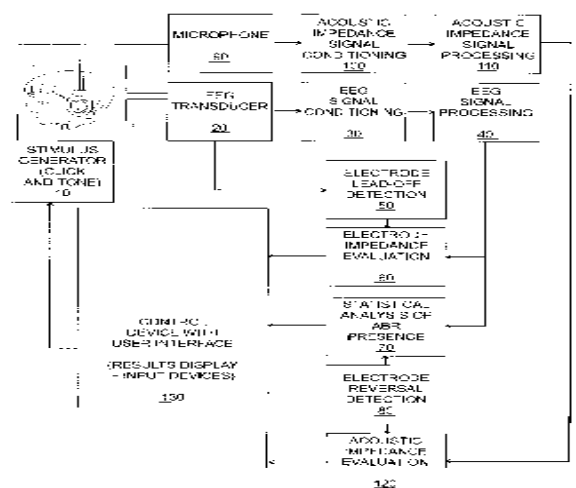 MICROPHONE
90
ACOUSTIC
IMPEDANCE
SIGNAL
CONDITIONING
100
ACOUSTIC
IMPEDANCE
SIGNAL
PROCESSING
110
EEG
TRANSDUCER
20
EEG
SIGNAL
CONDITIONING
30
EEG
SIGNAL
PROCESSING
40
STIMULUS
GENERATOR
(CLICK
AND TONE)
10
ELECTRODE
LEAD-OFF
DETECTION
50
ELECTRODE
IMPEDANCE
EVALUATION
60
STATISTICAL
ANALYSIS OF
ABR
PRESENCE
70
CONTROL
DEVICE WITH
USER INTERFACE
(RESULTS DISPLAY
+ INPUT DEVICES)
130
ELECTRODE
REVERSAL
DETECTION
80
ACOUSTIC
IMPEDANCE
EVALUATION
120